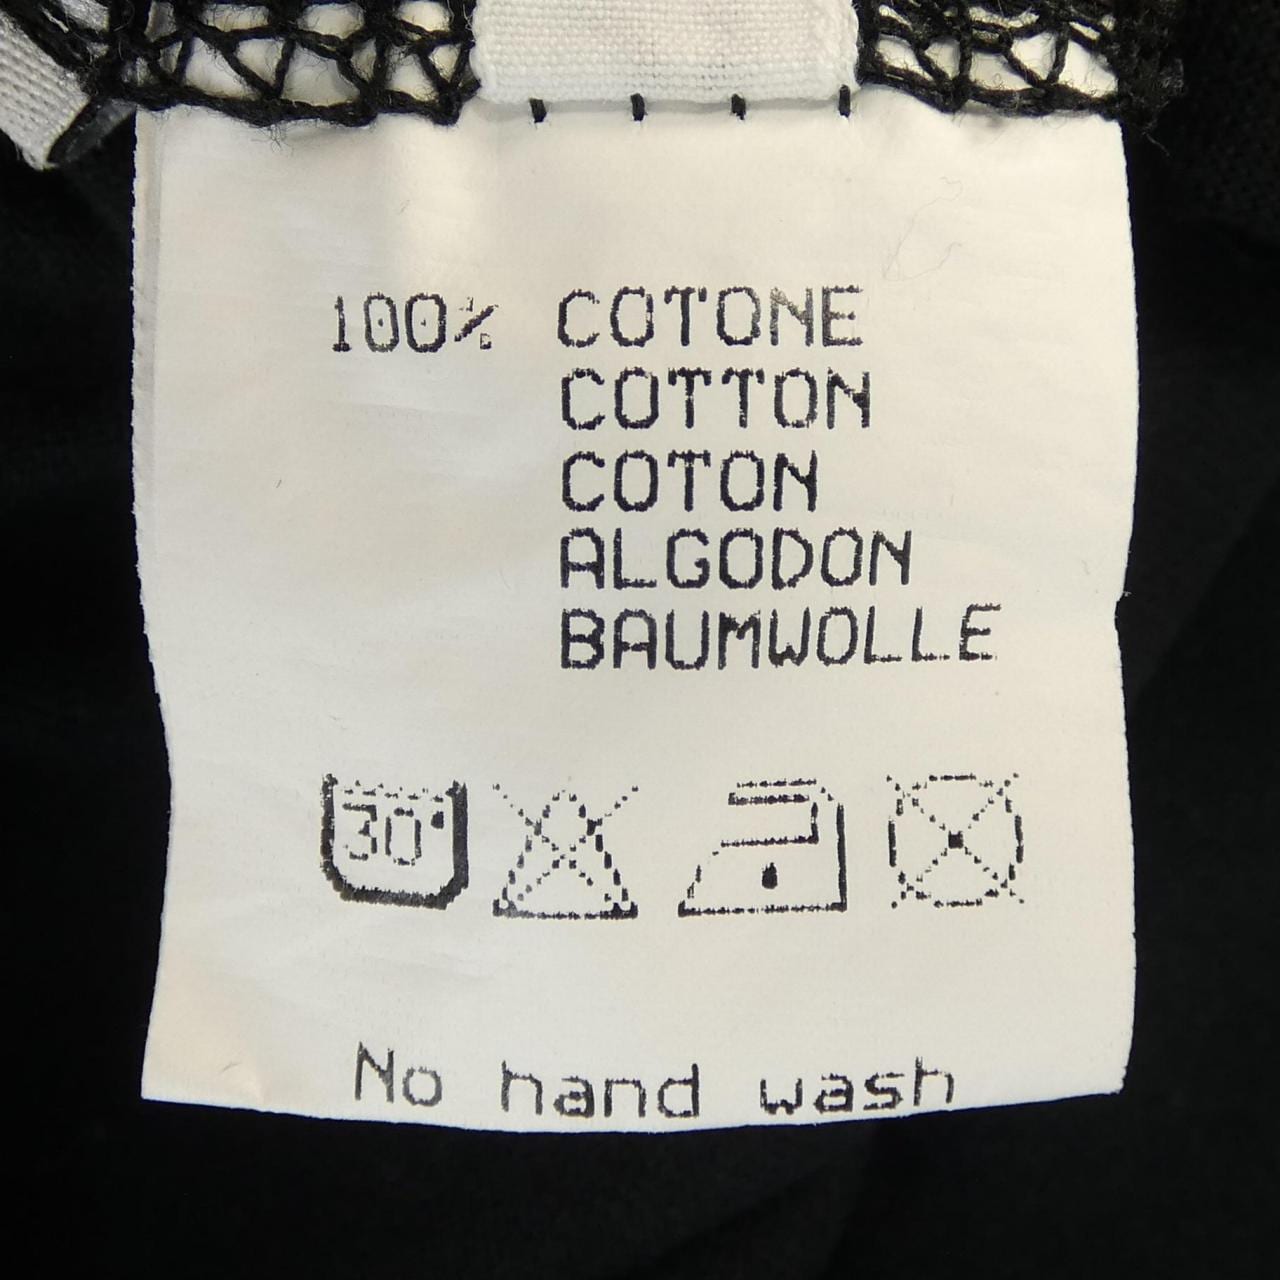 100% COTONE
COTTON
COTON
ALGODON
BAUMWOLLE
30°
No hand wash